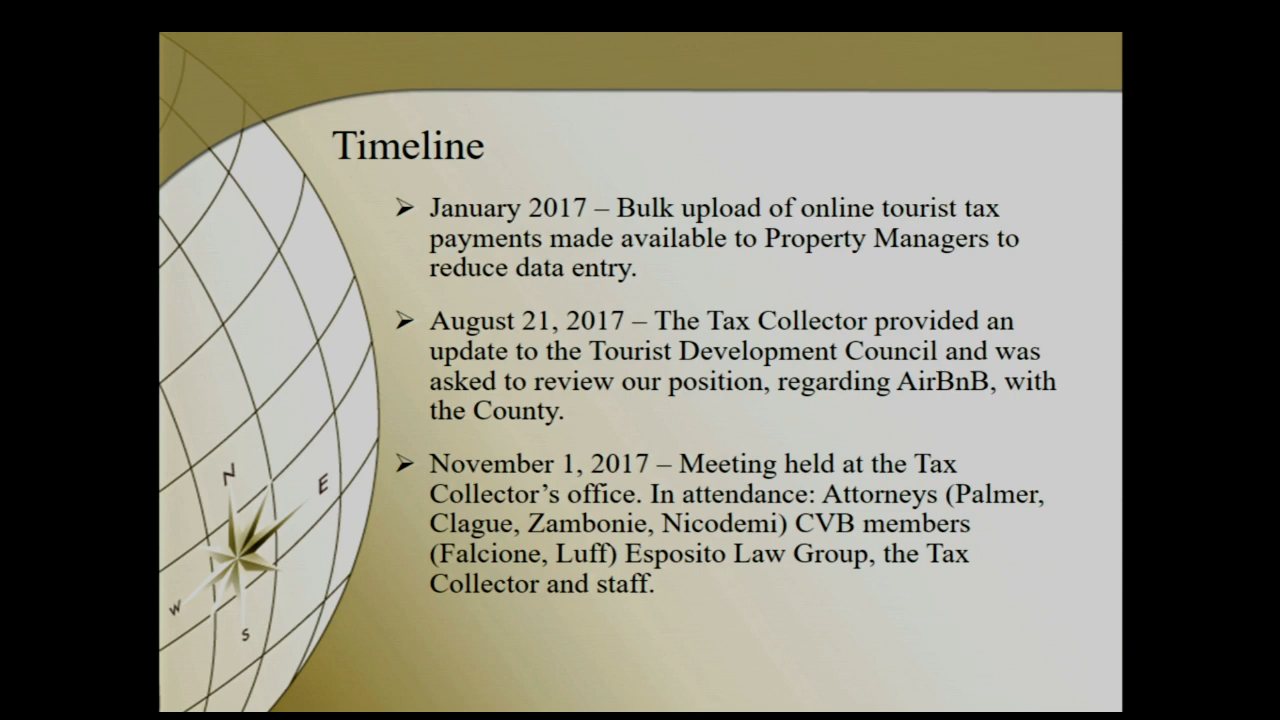 Timeline
➢ January 2017 – Bulk upload of online tourist tax
payments made available to Property Managers to
reduce data entry.
➢ August 21, 2017 – The Tax Collector provided an
update to the Tourist Development Council and was
asked to review our position, regarding AirBnB, with
the County.
➢ November 1, 2017 – Meeting held at the Tax
Collector’s office. In attendance: Attorneys (Palmer,
Clague, Zambonie, Nicodemi) CVB members
(Falcione, Luff) Esposito Law Group, the Tax
Collector and staff.
N
E
W
S